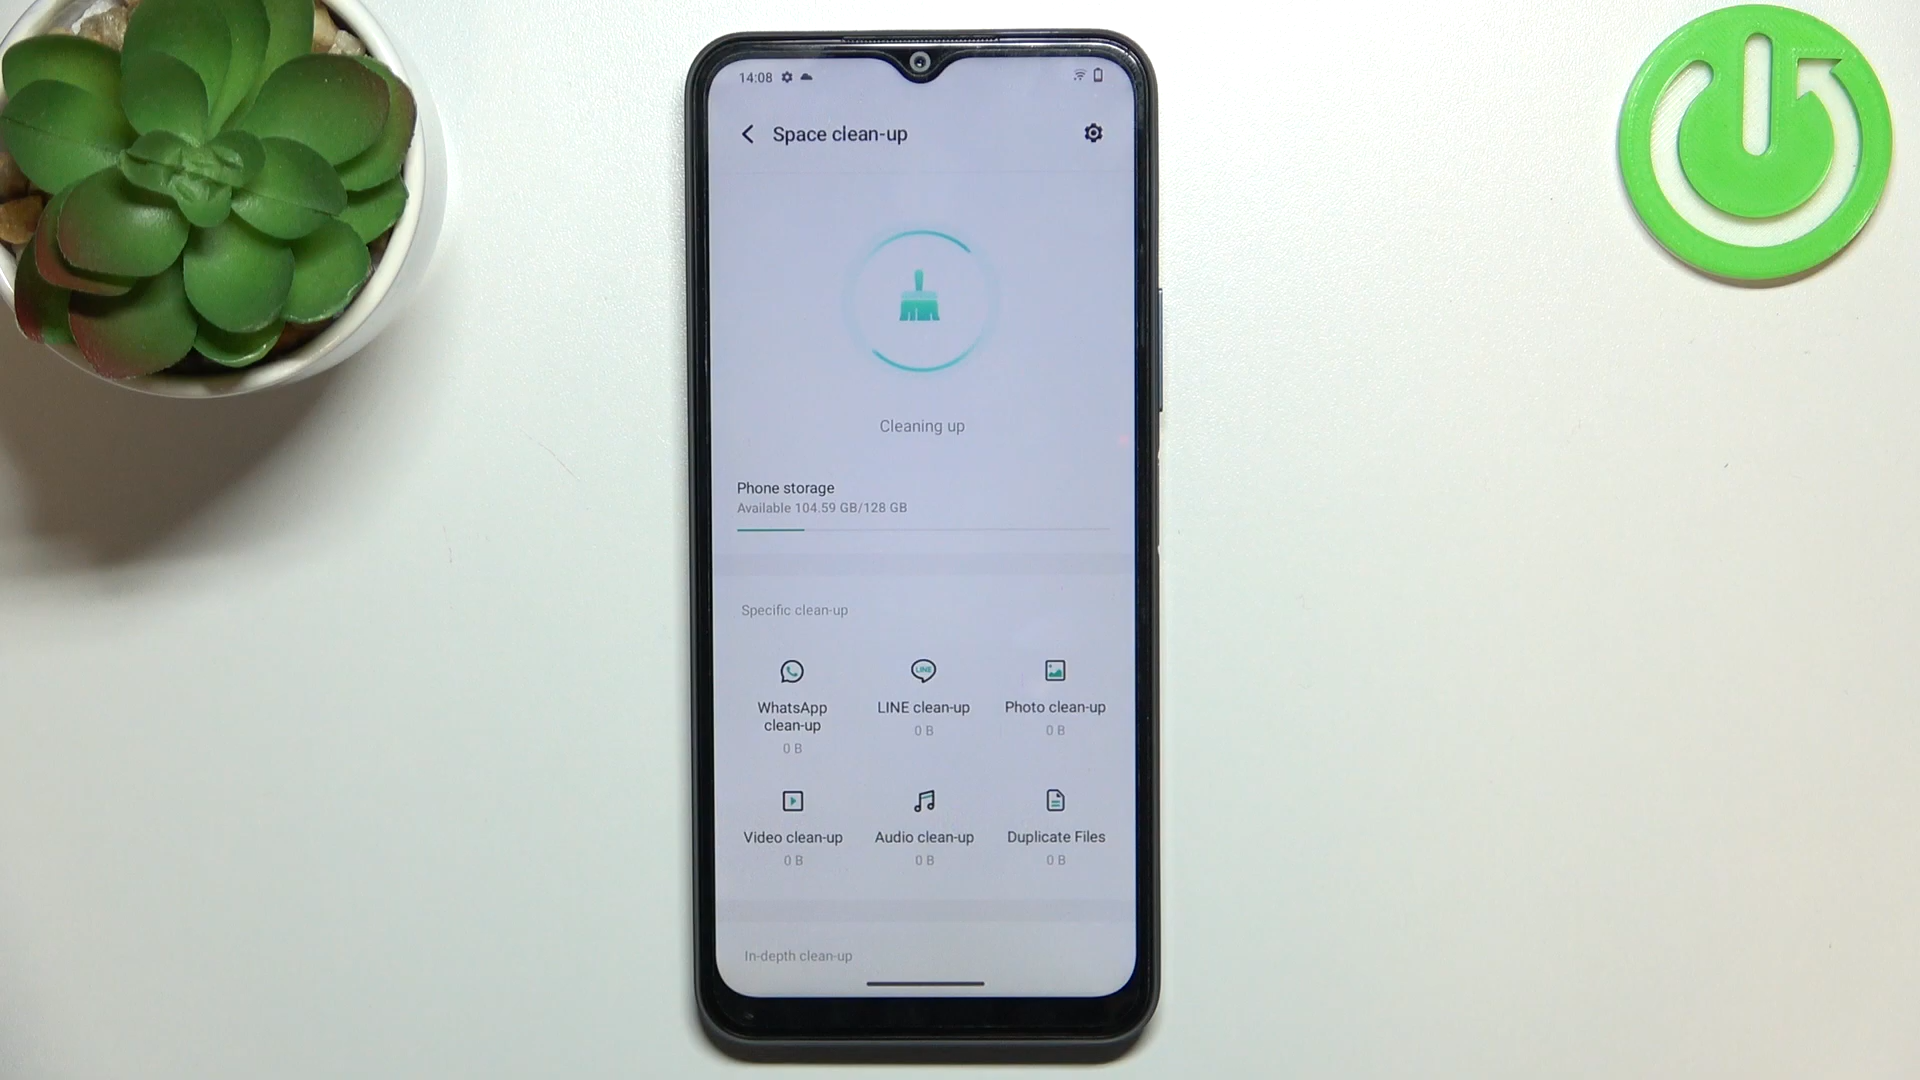 14:08
Space clean-up
Cleaning up
Phone storage
Available 104.59 GB/128 GB
Specific clean-up
WhatsApp clean-up
0 B
LINE
LINE clean-up
0 B
Photo clean-up
0 B
Video clean-up
0 B
Audio clean-up
0 B
Duplicate Files
0 B
In-depth clean-up